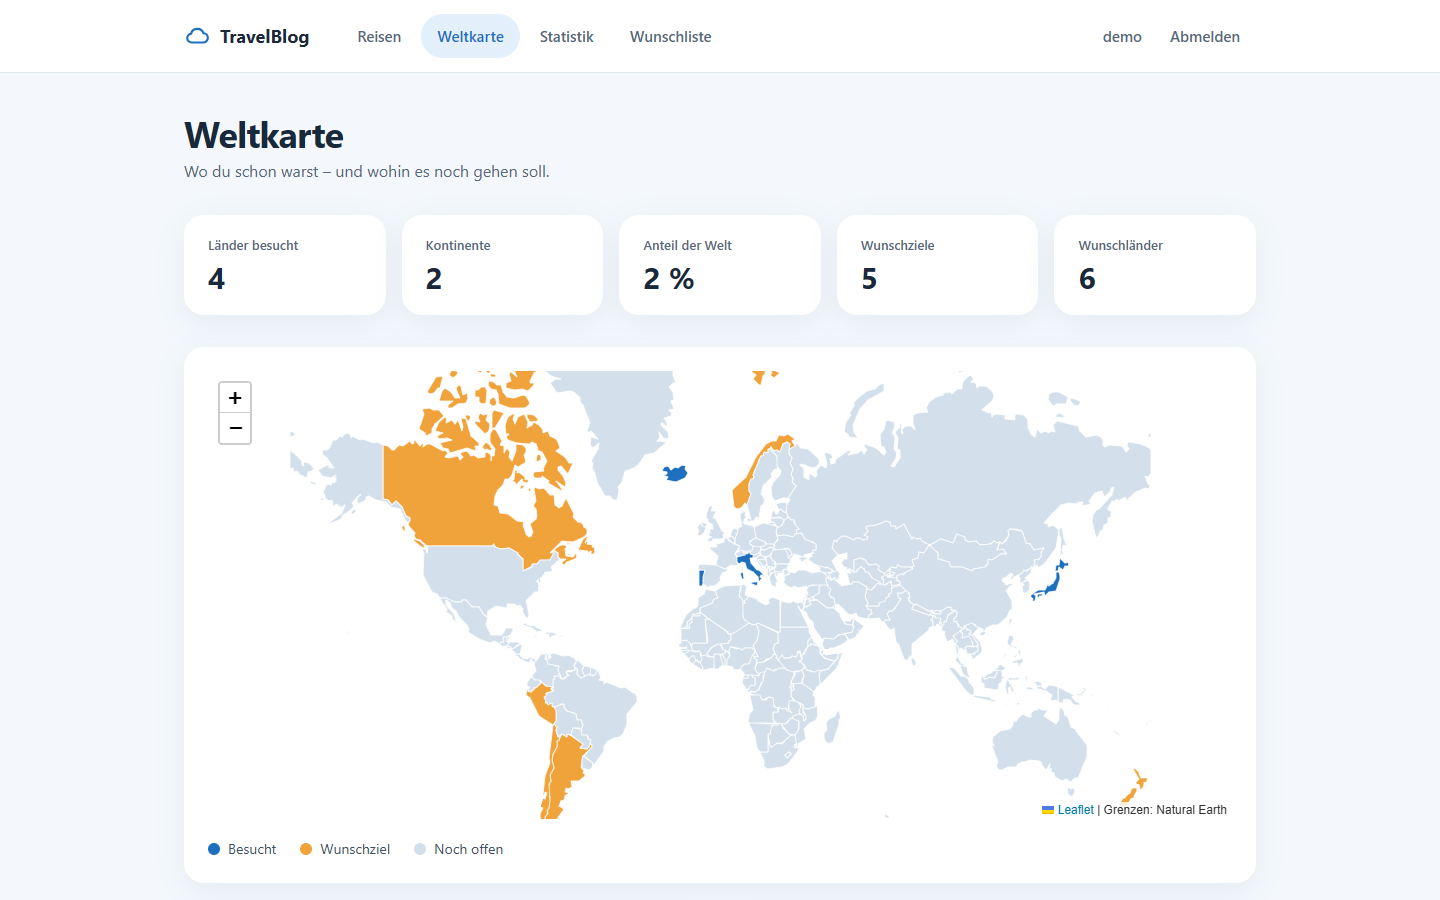 TravelBlog Reisen Weltkarte Statistik Wunschliste demo Abmelden
Weltkarte
Wo du schon warst – und wohin es noch gehen soll.
Länder besucht Kontinente Anteil der Welt Wunschziele Wunschländer
4 2 2 % 5 6
+
−
Leaflet | Grenzen: Natural Earth
Besucht Wunschziel Noch offen